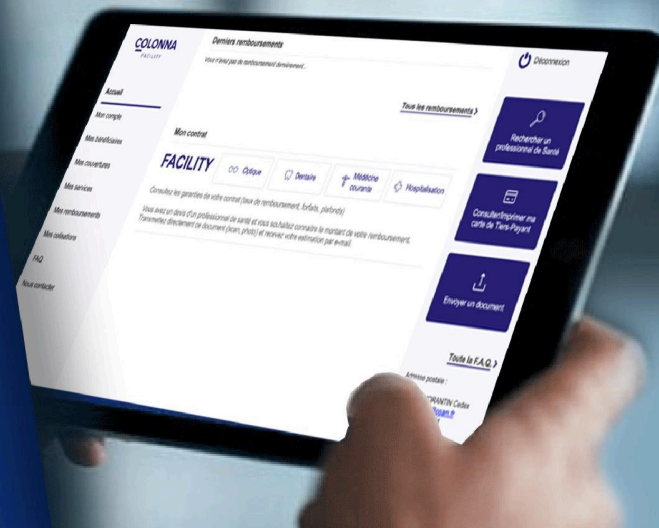 COLONNA
FACILITY
Accueil
Mon compte
Mes bénéficiaires
Mes couvertures
Mes services
Mes remboursements
Mes cotisations
FAQ
Nous contacter
Derniers remboursements
Vous n'avez pas de remboursement dernièrement...
Tous les remboursements >
Mon contrat
FACILITY
Optique
Dentaire
Médecine
courante
Hospitalisation
Consultez les garanties de votre contrat (taux de remboursement, forfaits, plafonds)
Vous avez un devis d'un professionnel de santé et vous souhaitez connaitre le montant de votre remboursement.
Transmettez directement ce document (scan, photo) et recevez votre estimation par e-mail.
Déconnexion
Rechercher un
professionnel de Santé
Consulter/Imprimer ma
carte de Tiers-Payant
Envoyer un document
Toute la F.A.Q. >
Adresse postale :
ORANTIN Cedex